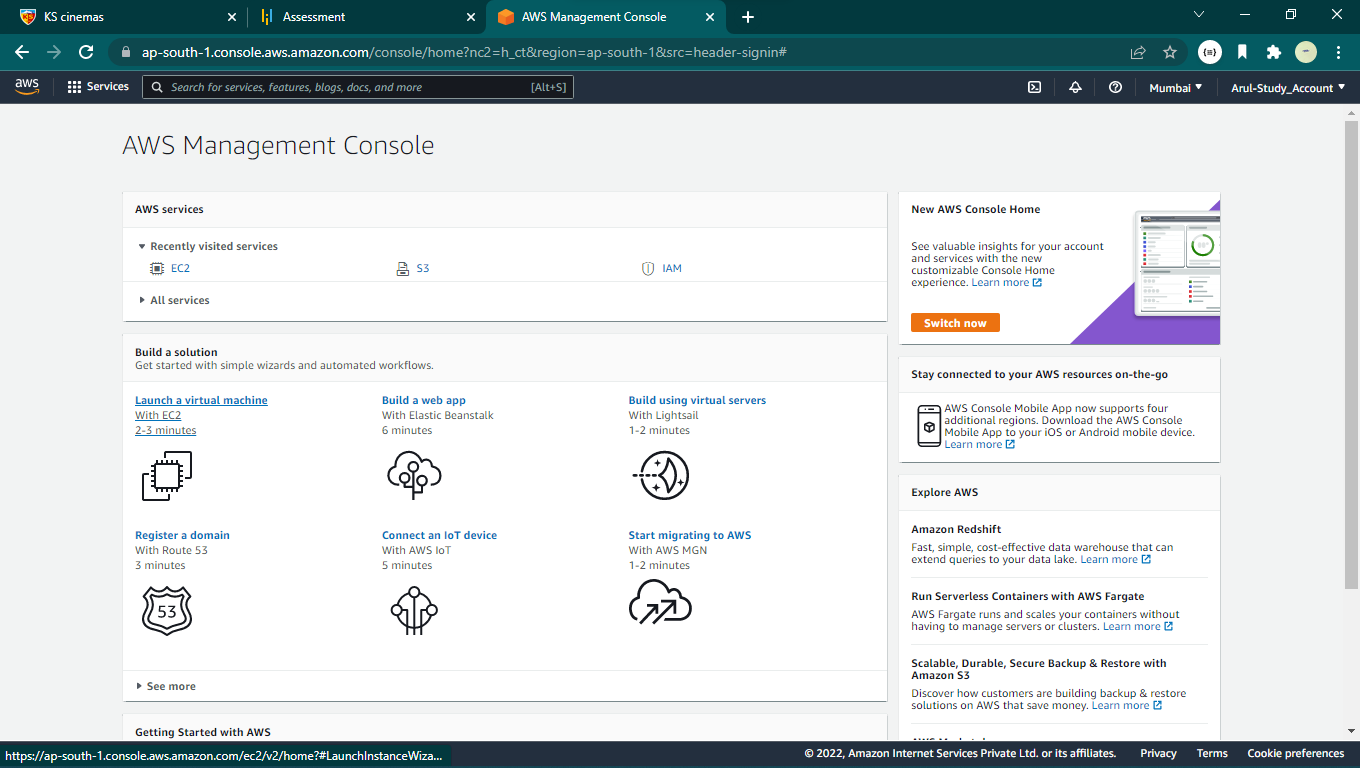 KS cinemas
Assessment
AWS Management Console
ap-south-1.console.aws.amazon.com/console/home?nc2=h_ct&region=ap-south-1&src=header-signin#
aws
Services
Search for services, features, blogs, docs, and more
[Alt+S]
Mumbai
Arul-Study_Account
AWS Management Console
AWS services
Recently visited services
EC2
S3
IAM
All services
Build a solution
Get started with simple wizards and automated workflows.
Launch a virtual machine
With EC2
2-3 minutes
Build a web app
With Elastic Beanstalk
6 minutes
Build using virtual servers
With Lightsail
1-2 minutes
Register a domain
With Route 53
3 minutes
53
Connect an IoT device
With AWS IoT
5 minutes
Start migrating to AWS
With AWS MGN
1-2 minutes
See more
Getting Started with AWS
New AWS Console Home
See valuable insights for your account
and services with the new
customizable Console Home
experience. Learn more
Switch now
Stay connected to your AWS resources on-the-go
AWS Console Mobile App now supports four
additional regions. Download the AWS Console
Mobile App to your iOS or Android mobile device.
Learn more
Explore AWS
Amazon Redshift
Fast, simple, cost-effective data warehouse that can
extend queries to your data lake. Learn more
Run Serverless Containers with AWS Fargate
AWS Fargate runs and scales your containers without
having to manage servers or clusters. Learn more
Scalable, Durable, Secure Backup & Restore with
Amazon S3
Discover how customers are building backup & restore
solutions on AWS that save money. Learn more
https://ap-south-1.console.aws.amazon.com/ec2/v2/home?#LaunchInstanceWiza...
© 2022, Amazon Internet Services Private Ltd. or its affiliates.
Privacy
Terms
Cookie preferences